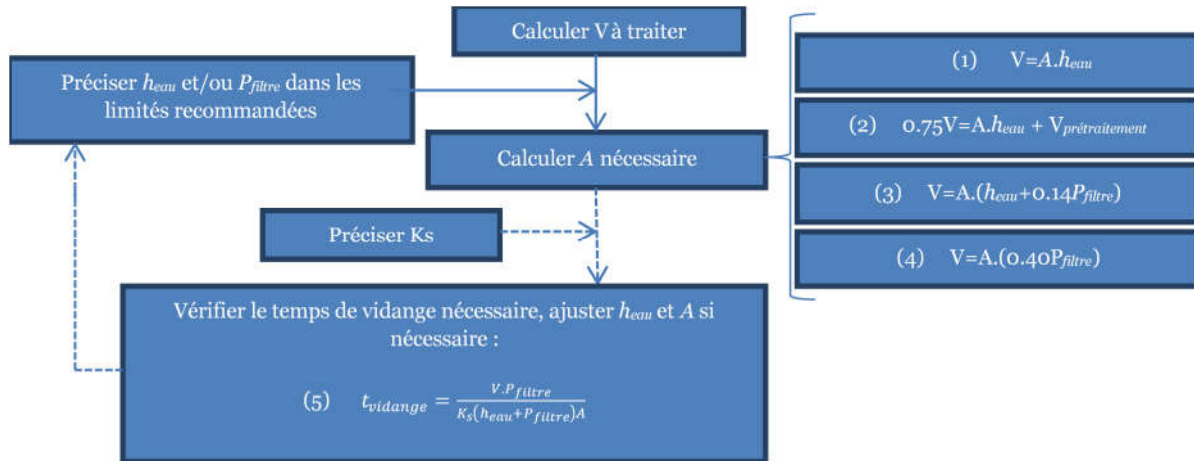 Calculer V à traiter
Préciser heau et/ou Pfiltre dans les
limités recommandées
Calculer A nécessaire
Préciser Ks
Vérifier le temps de vidange nécessaire, ajuster heau et A si
nécessaire :
(5) tvidange = V.Pfiltre / Ks(heau+Pfiltre)A
(1) V=A.heau
(2) 0.75V=A.heau + Vprétraitement
(3) V=A.(heau+0.14Pfiltre)
(4) V=A.(0.40Pfiltre)